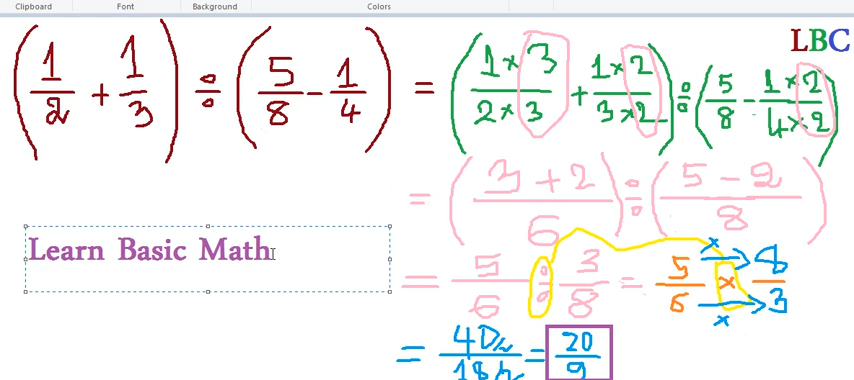 Clipboard Font Background Colors
LBC
(1/2 + 1/3) ÷ (5/8 - 1/4) = ((1×3)/(2×3) + (1×2)/(3×2)) ÷ (5/8 - (1×2)/(4×2))
= ((3+2)/6) ÷ ((5-2)/8)
Learn Basic Math
= 5/6 ÷ 3/8 = 5/6 × 8/3
= 40/2 / 18/2 = 20/9